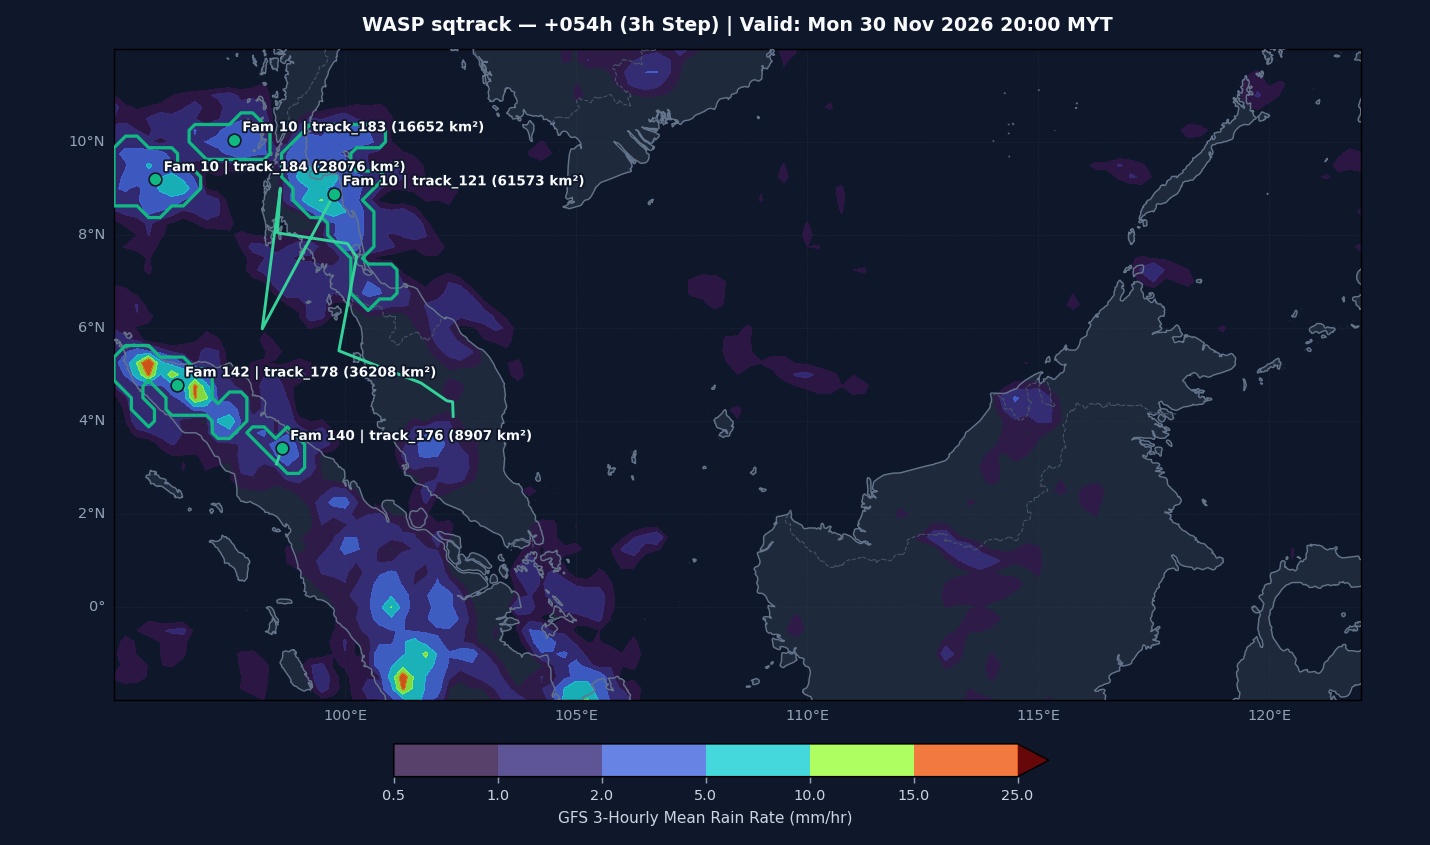 WASP sqtrack — +054h (3h Step) | Valid: Mon 30 Nov 2026 20:00 MYT
Fam 10 | track_183 (16652 km²)
10°N
Fam 10 | track_184 (28076 km²)
Fam 10 | track_121 (61573 km²)
8°N
6°N
Fam 142 | track_178 (36208 km²)
4°N
Fam 140 | track_176 (8907 km²)
2°N
0°
100°E 105°E 110°E 115°E 120°E
0.5 1.0 2.0 5.0 10.0 15.0 25.0
GFS 3-Hourly Mean Rain Rate (mm/hr)